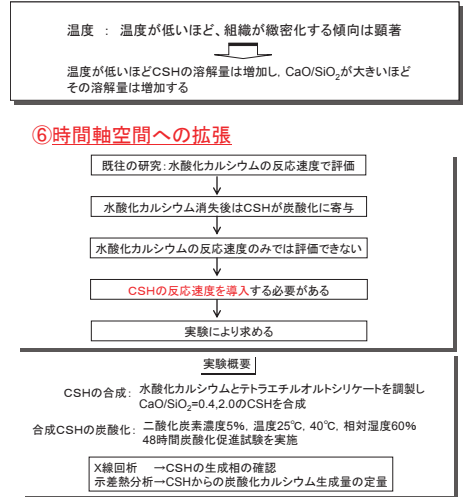 温度 ： 温度が低いほど、組織が緻密化する傾向は顕著
温度が低いほどCSHの溶解量は増加し，CaO/SiO2が大きいほど
その溶解量は増加する
⑥時間軸空間への拡張
既往の研究：水酸化カルシウムの反応速度で評価
水酸化カルシウム消失後はCSHが炭酸化に寄与
水酸化カルシウムの反応速度のみでは評価できない
CSHの反応速度を導入する必要がある
実験により求める
実験概要
CSHの合成： 水酸化カルシウムとテトラエチルオルトシリケートを調製し
CaO/SiO2=0.4,2.0のCSHを合成
合成CSHの炭酸化： 二酸化炭素濃度5%，温度25℃，40℃，相対湿度60%
48時間炭酸化促進試験を実施
X線回析 →CSHの生成相の確認
示差熱分析→CSHからの炭酸カルシウム生成量の定量